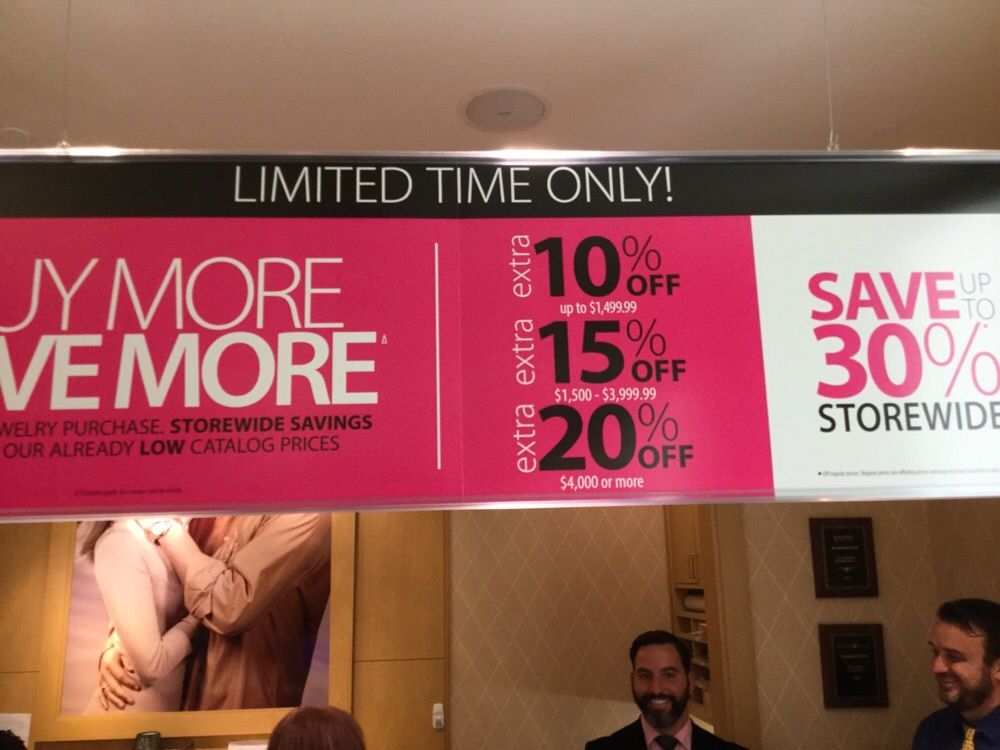 LIMITED TIME ONLY!
UY MORE
VE MORE Δ
WELRY PURCHASE. STOREWIDE SAVINGS
OUR ALREADY LOW CATALOG PRICES
extra 10% OFF
up to $1,499.99
extra 15% OFF
$1,500 - $3,999.99
extra 20% OFF
$4,000 or more
SAVE UP TO
30%
STOREWIDE